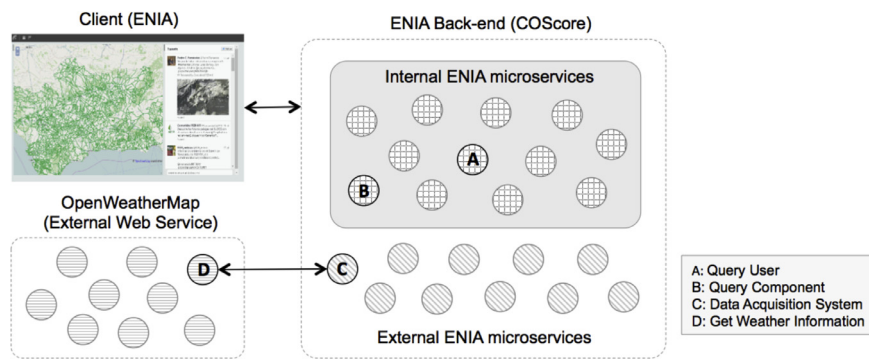 Client (ENIA)
ENIA Back-end (COScore)
Internal ENIA microservices
A
B
OpenWeatherMap
(External Web Service)
D
C
External ENIA microservices
A: Query User
B: Query Component
C: Data Acquisition System
D: Get Weather Information